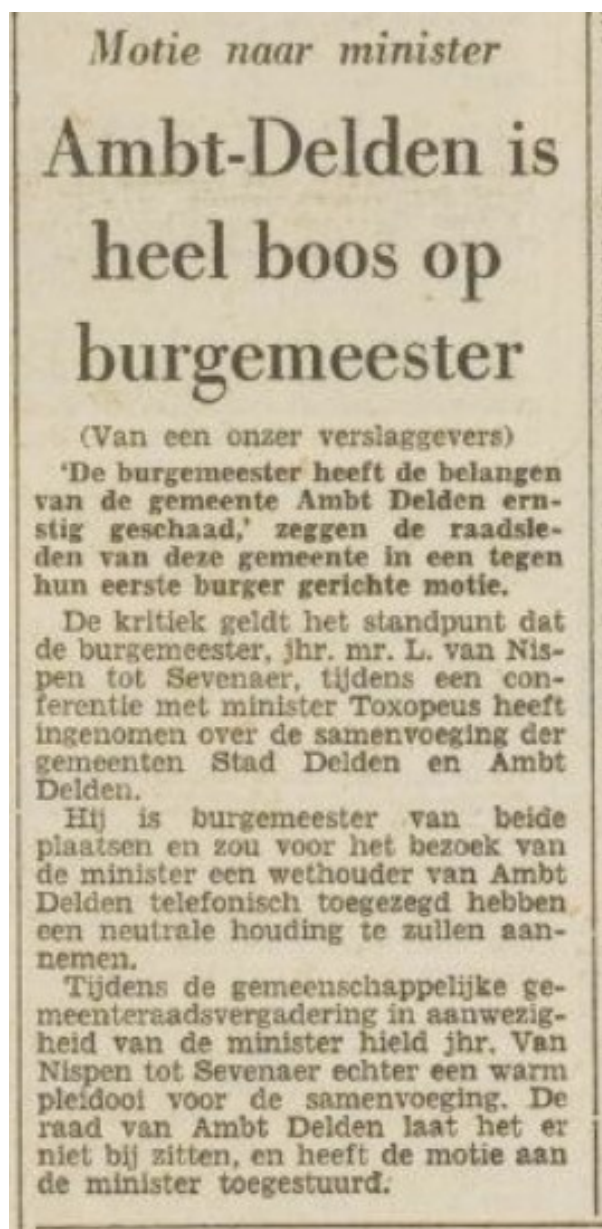 Motie naar minister
Ambt-Delden is
heel boos op
burgemeester
(Van een onzer verslaggevers)
'De burgemeester heeft de belangen
van de gemeente Ambt Delden ern-
stig geschaad,' zeggen de raadsle-
den van deze gemeente in een tegen
hun eerste burger gerichte motie.
De kritiek geldt het standpunt dat
de burgemeester, jhr. mr. L. van Nis-
pen tot Sevenaer, tijdens een con-
ferentie met minister Toxopeus heeft
ingenomen over de samenvoeging der
gemeenten Stad Delden en Ambt
Delden.
Hij is burgemeester van beide
plaatsen en zou voor het bezoek van
de minister een wethouder van Ambt
Delden telefonisch toegezegd hebben
een neutrale houding te zullen aan-
nemen.
Tijdens de gemeenschappelijke ge-
meenteraadsvergadering in aanwezig-
heid van de minister hield jhr. Van
Nispen tot Sevenaer echter een warm
pleidooi voor de samenvoeging. De
raad van Ambt Delden laat het er
niet bij zitten, en heeft de motie aan
de minister toegestuurd.